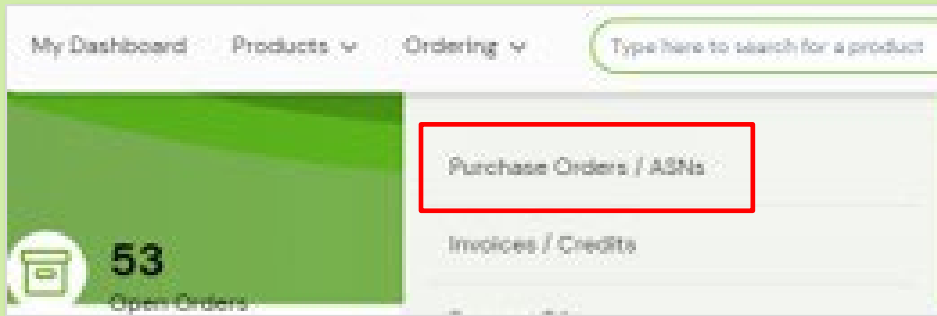 My Dashboard Products Ordering Type here to search for a product
Purchase Orders / ASNs
Invoices / Credits
53
Open Orders